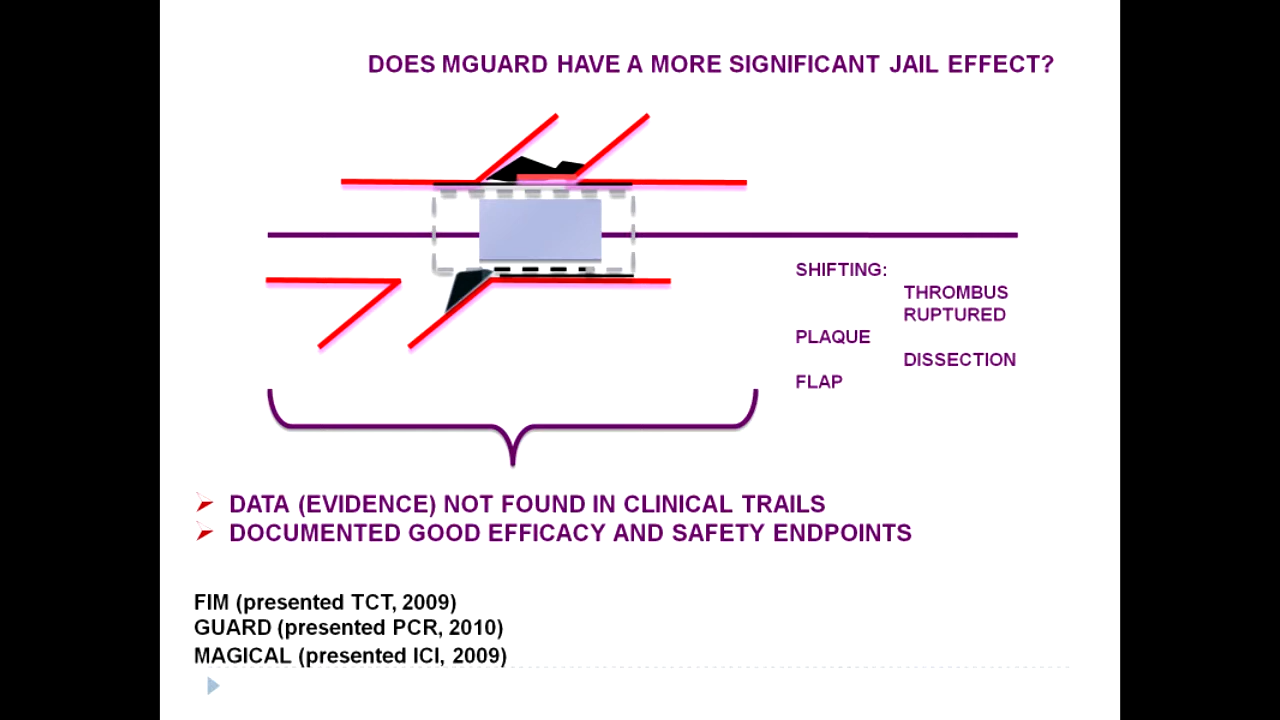 DOES MGUARD HAVE A MORE SIGNIFICANT JAIL EFFECT?
SHIFTING:
THROMBUS
RUPTURED
PLAQUE
DISSECTION
FLAP
DATA (EVIDENCE) NOT FOUND IN CLINICAL TRAILS
DOCUMENTED GOOD EFFICACY AND SAFETY ENDPOINTS
FIM (presented TCT, 2009)
GUARD (presented PCR, 2010)
MAGICAL (presented ICI, 2009)